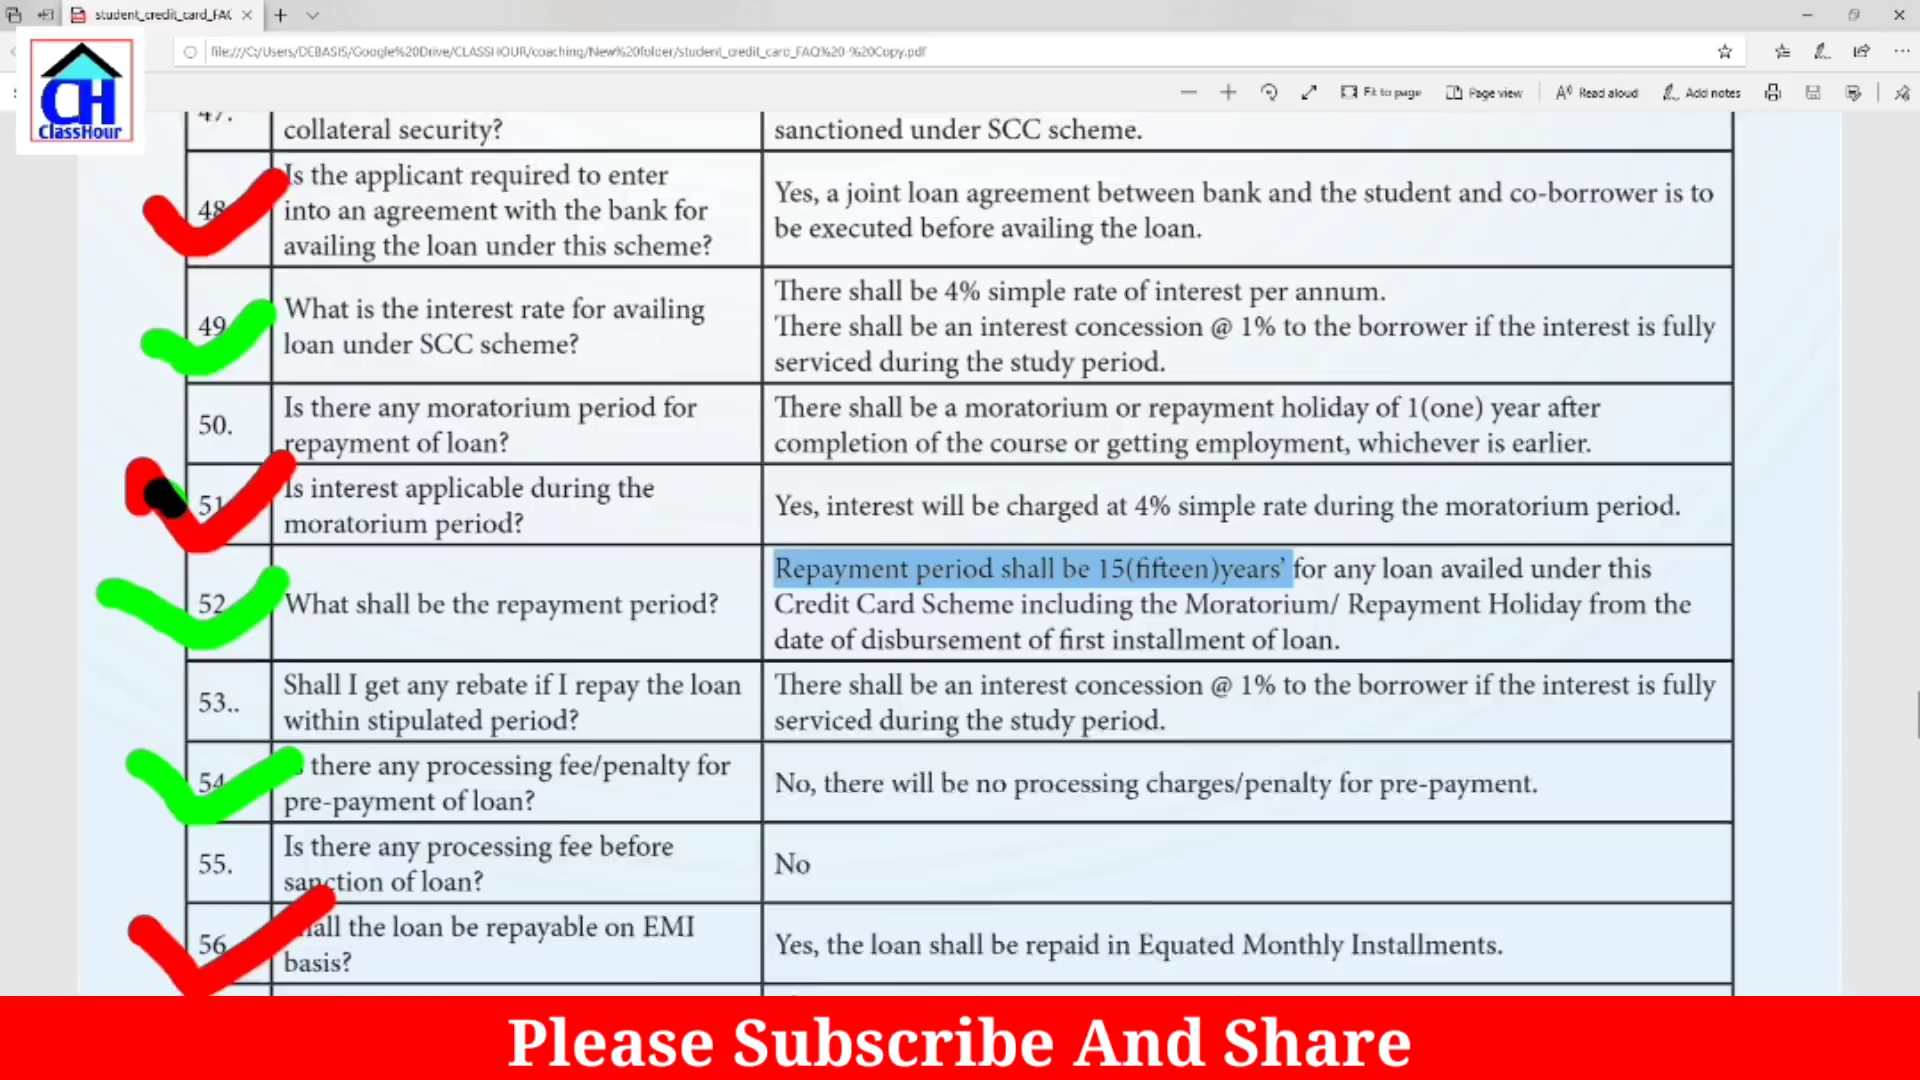 student_credit_card_FAQ
file:///C:/Users/DEBASIS/Google%20Drive/CLASSHOUR/coaching/New%20folder/student_credit_card_FAQ%20-%20Copy.pdf
CH
ClassHour
Fit to page
Page view
Read aloud
Add notes
47.
collateral security?
sanctioned under SCC scheme.
48
Is the applicant required to enter
into an agreement with the bank for
availing the loan under this scheme?
Yes, a joint loan agreement between bank and the student and co-borrower is to
be executed before availing the loan.
49
What is the interest rate for availing
loan under SCC scheme?
There shall be 4% simple rate of interest per annum.
There shall be an interest concession @ 1% to the borrower if the interest is fully
serviced during the study period.
50.
Is there any moratorium period for
repayment of loan?
There shall be a moratorium or repayment holiday of 1(one) year after
completion of the course or getting employment, whichever is earlier.
51
Is interest applicable during the
moratorium period?
Yes, interest will be charged at 4% simple rate during the moratorium period.
52
What shall be the repayment period?
Repayment period shall be 15(fifteen)years' for any loan availed under this
Credit Card Scheme including the Moratorium/ Repayment Holiday from the
date of disbursement of first installment of loan.
53..
Shall I get any rebate if I repay the loan
within stipulated period?
There shall be an interest concession @ 1% to the borrower if the interest is fully
serviced during the study period.
54
there any processing fee/penalty for
pre-payment of loan?
No, there will be no processing charges/penalty for pre-payment.
55.
Is there any processing fee before
sanction of loan?
No
56
the loan be repayable on EMI
basis?
Yes, the loan shall be repaid in Equated Monthly Installments.
Please Subscribe And Share